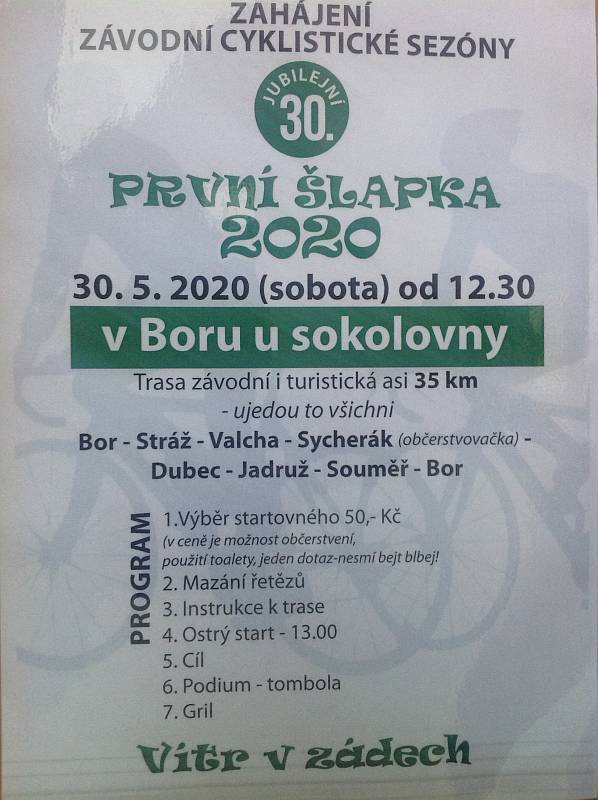 ZAHÁJENÍ
ZÁVODNÍ CYKLISTICKÉ SEZÓNY
JUBILEJNÍ
30.
PRVNÍ ŠLAPKA
2020
30. 5. 2020 (sobota) od 12.30
v Boru u sokolovny
Trasa závodní i turistická asi 35 km
- ujedou to všichni
Bor - Stráž - Valcha - Sycherák (občerstvovačka) -
Dubec - Jadruž - Souměř - Bor
PROGRAM
1.Výběr startovného 50,- Kč
(v ceně je možnost občerstvení,
použití toalety, jeden dotaz-nesmí bejt blbej!
2. Mazání řetězů
3. Instrukce k trase
4. Ostrý start - 13.00
5. Cíl
6. Podium - tombola
7. Gril
Vítr v zádech